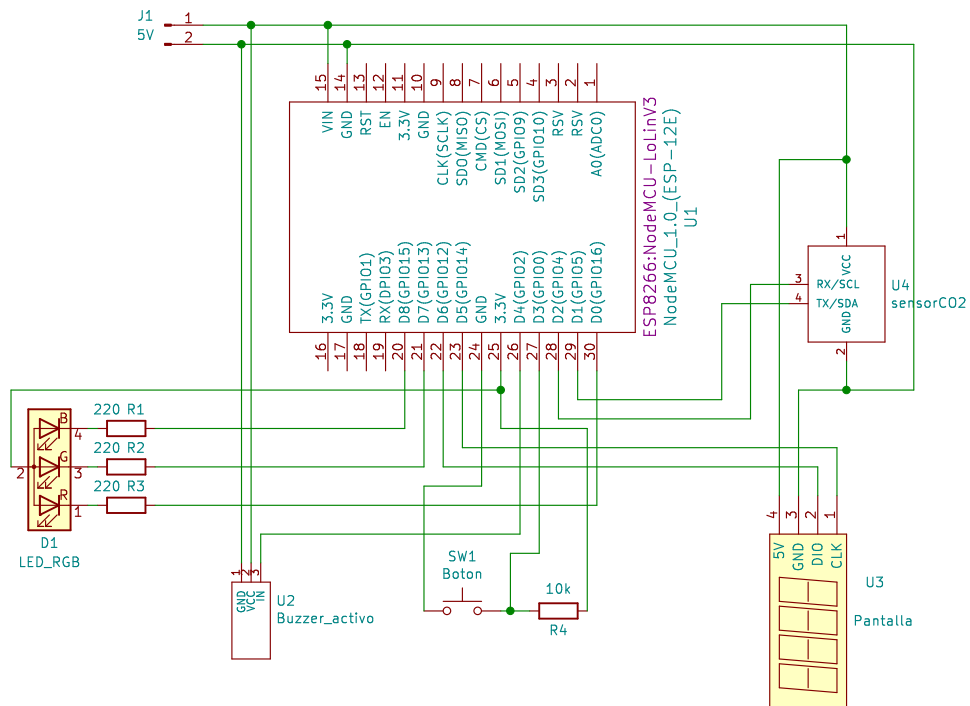 J1
5V
1
2
15
14
13
12
11
10
9
8
7
6
5
4
3
2
1
VIN
GND
RST
EN
3.3V
GND
CLK(SCLK)
SD0(MISO)
CMD(CS)
SD1(MOSI)
SD2(GPIO9)
SD3(GPIO10)
RSV
RSV
A0(ADC0)
ESP8266:NodeMCU-LoLinV3
NodeMCU_1.0_(ESP-12E)
U1
3.3V
GND
TX(GPIO1)
RX(DPIO3)
D8(GPIO15)
D7(GPIO13)
D6(GPIO12)
D5(GPIO14)
GND
3.3V
D4(GPIO2)
D3(GPIO0)
D2(GPIO4)
D1(GPIO5)
D0(GPIO16)
16
17
18
19
20
21
22
23
24
25
26
27
28
29
30
1
VCC
3
RX/SCL
4
TX/SDA
GND
2
U4
sensorCO2
220 R1
B
4
220 R2
2
G
3
220 R3
R
1
D1
LED_RGB
1
2
3
GND
VCC
IN
U2
Buzzer_activo
SW1
Boton
10k
R4
4
3
2
1
5V
GND
DIO
CLK
U3
Pantalla